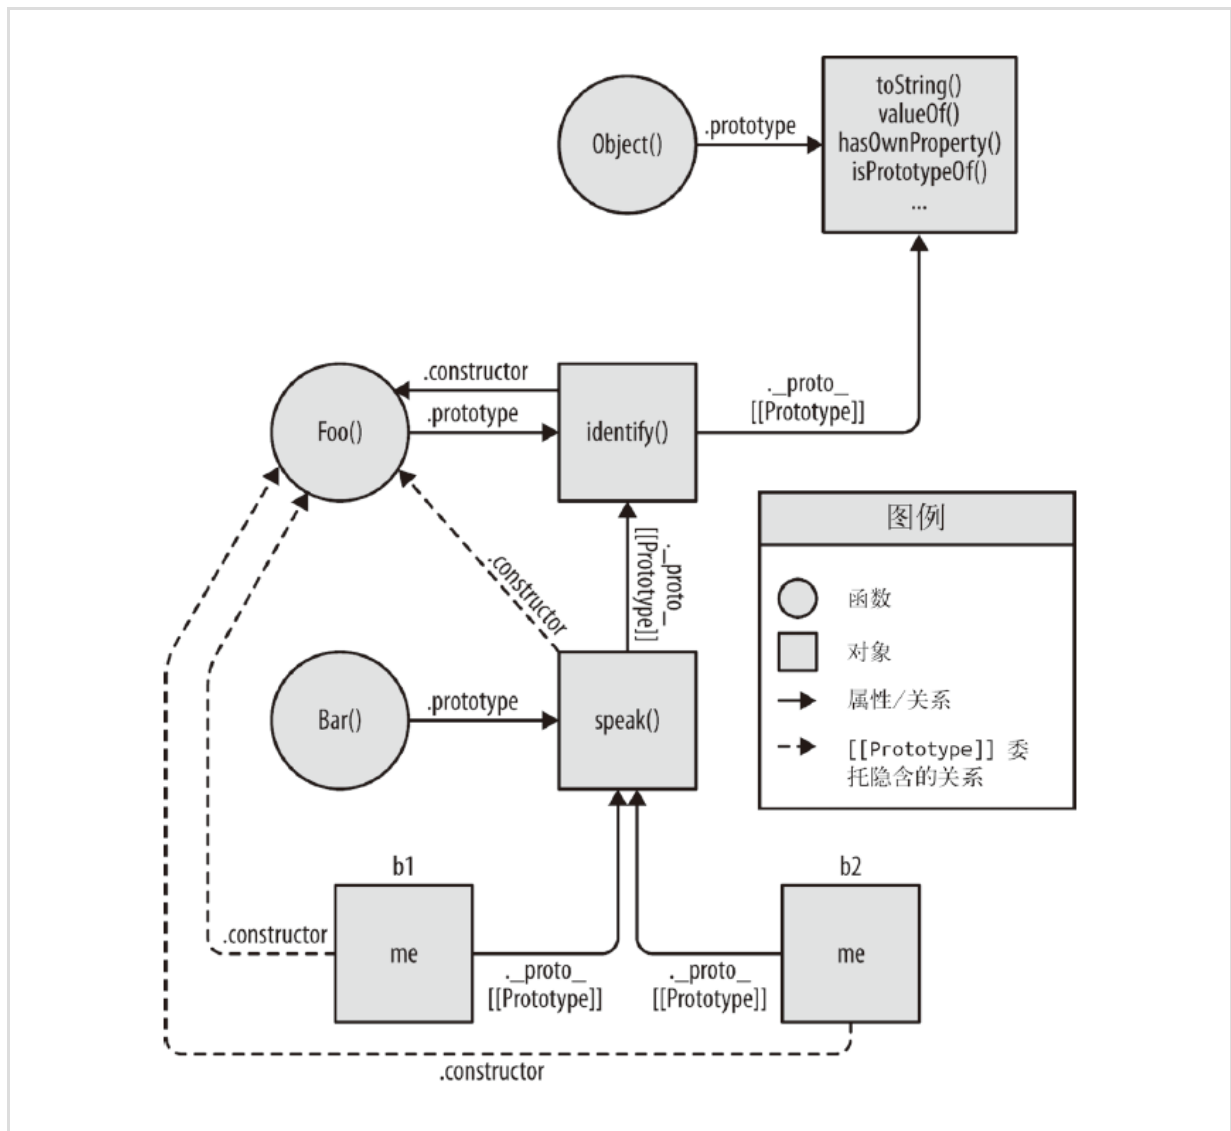 toString()
valueOf()
hasOwnProperty()
isPrototypeOf()
...
Object()
.prototype
.constructor
.prototype
Foo()
identify()
._proto_
[[Prototype]]
图例
函数
对象
属性/关系
[[Prototype]] 委
托隐含的关系
.constructor
._proto_
[[Prototype]]
Bar()
.prototype
speak()
b1
me
.constructor
._proto_
[[Prototype]]
b2
me
._proto_
[[Prototype]]
.constructor